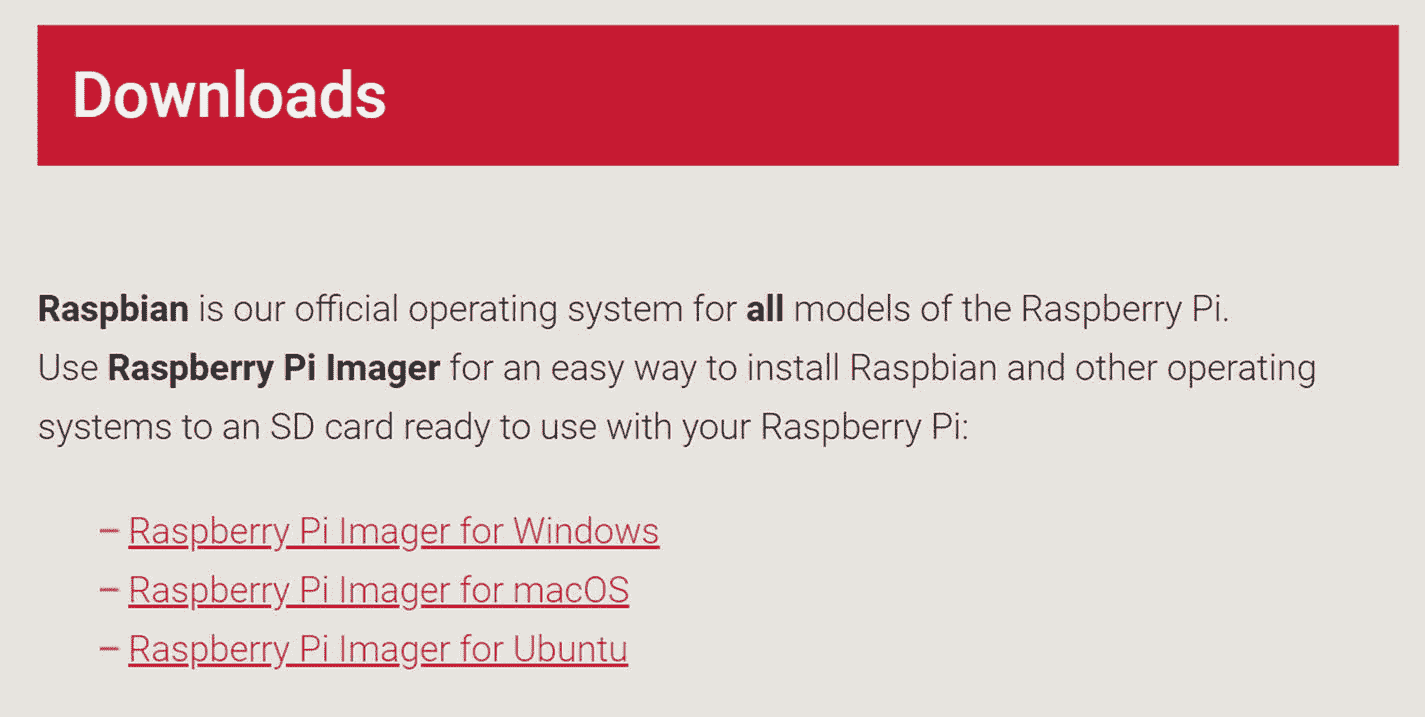 Downloads
Raspbian is our official operating system for all models of the Raspberry Pi.
Use Raspberry Pi Imager for an easy way to install Raspbian and other operating
systems to an SD card ready to use with your Raspberry Pi:
– Raspberry Pi Imager for Windows
– Raspberry Pi Imager for macOS
– Raspberry Pi Imager for Ubuntu